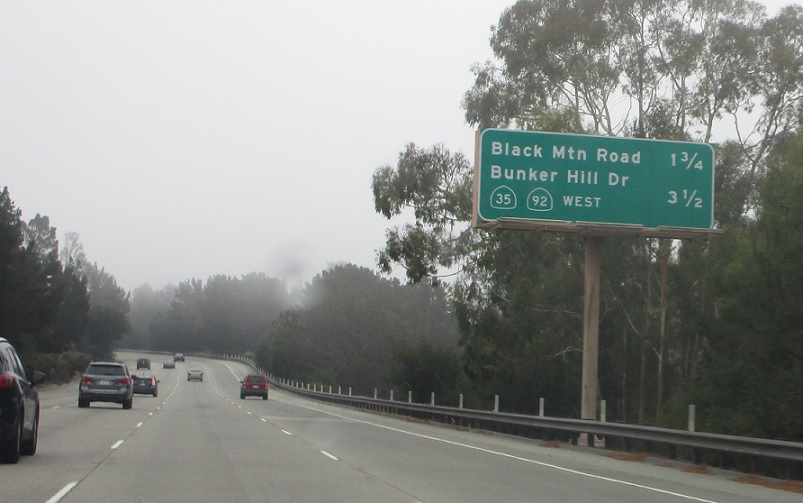 Black Mtn Road 1 3/4
Bunker Hill Dr
35 92 WEST 3 1/2